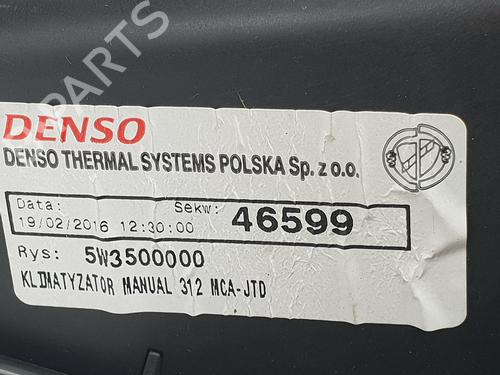 DENSO
DENSO THERMAL SYSTEMS POLSKA Sp. z o.o.
Data: Sekw:
19/02/2016 12:30:00 46599
Rys: 5W3500000
KLIMATYZATOR MANUAL 312 MCA-JTD
PARTS